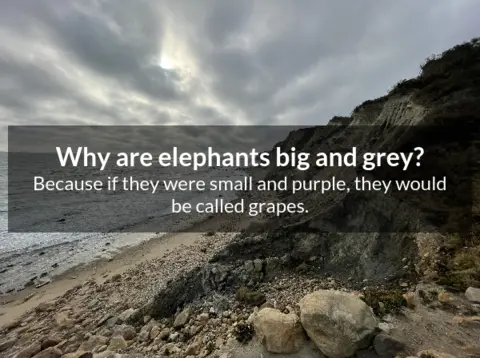 Why are elephants big and grey?
Because if they were small and purple, they would
be called grapes.